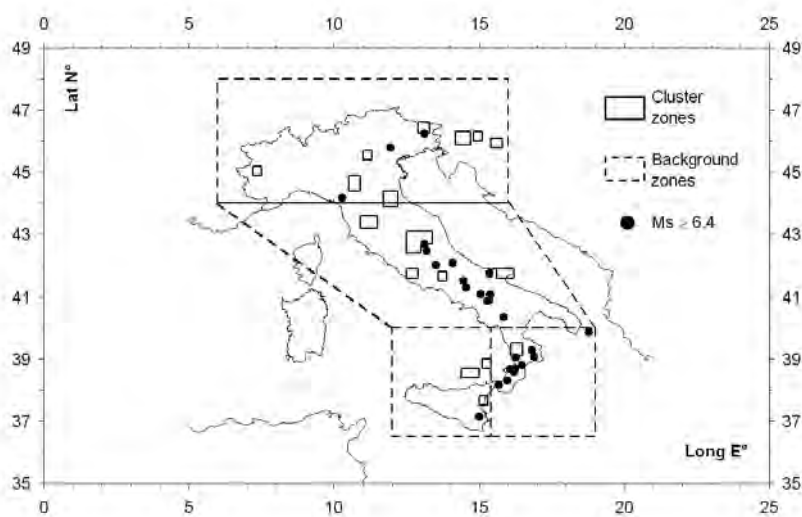 0 5 10 15 20 25
49 49
Lat N°
47 47
Cluster
zones
45 45
Background
zones
Ms ≥ 6.4
43 43
41 41
39 39
37 37
Long E°
35 35
0 5 10 15 20 25